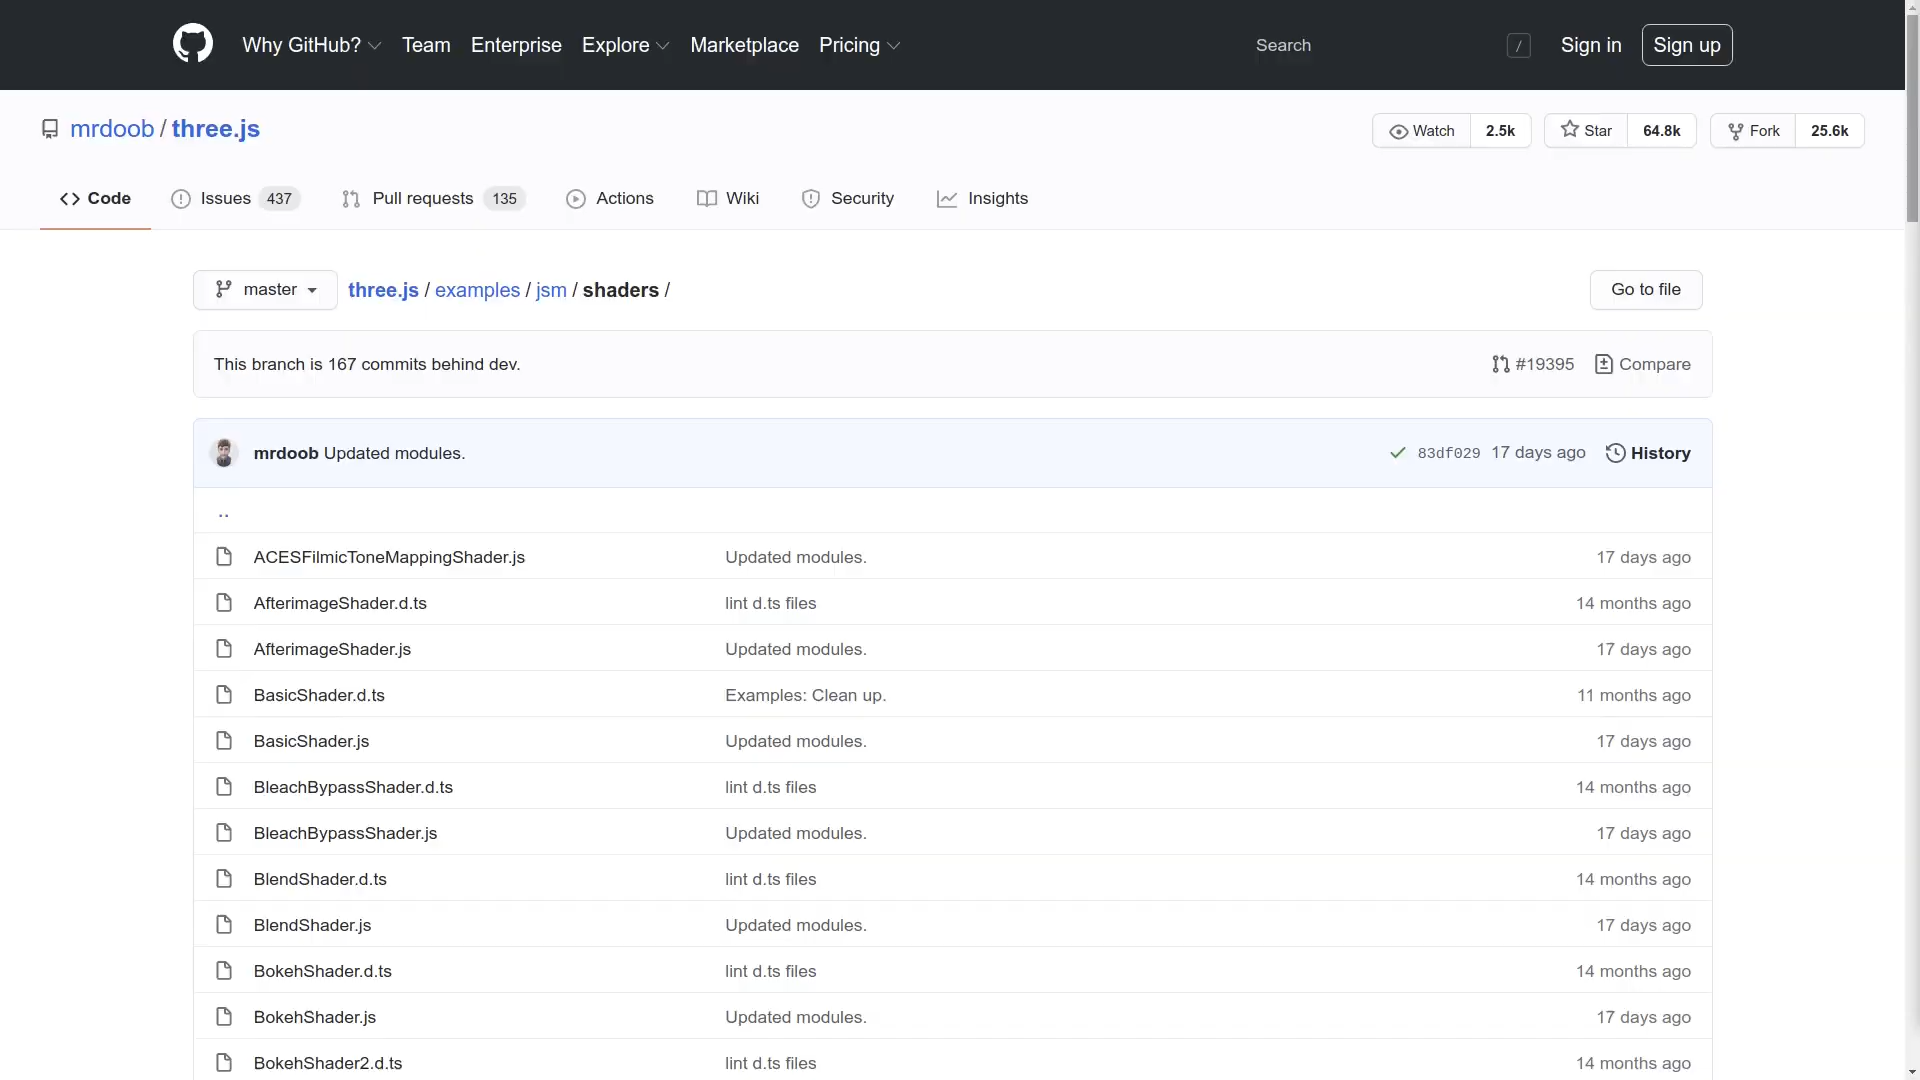 Why GitHub? Team Enterprise Explore Marketplace Pricing Search / Sign in Sign up
mrdoob / three.js Watch 2.5k Star 64.8k Fork 25.6k
Code Issues 437 Pull requests 135 Actions Wiki Security Insights
master three.js / examples / jsm / shaders / Go to file
This branch is 167 commits behind dev. #19395 Compare
mrdoob Updated modules. 83df029 17 days ago History
..
ACESFilmicToneMappingShader.js Updated modules. 17 days ago
AfterimageShader.d.ts lint d.ts files 14 months ago
AfterimageShader.js Updated modules. 17 days ago
BasicShader.d.ts Examples: Clean up. 11 months ago
BasicShader.js Updated modules. 17 days ago
BleachBypassShader.d.ts lint d.ts files 14 months ago
BleachBypassShader.js Updated modules. 17 days ago
BlendShader.d.ts lint d.ts files 14 months ago
BlendShader.js Updated modules. 17 days ago
BokehShader.d.ts lint d.ts files 14 months ago
BokehShader.js Updated modules. 17 days ago
BokehShader2.d.ts lint d.ts files 14 months ago